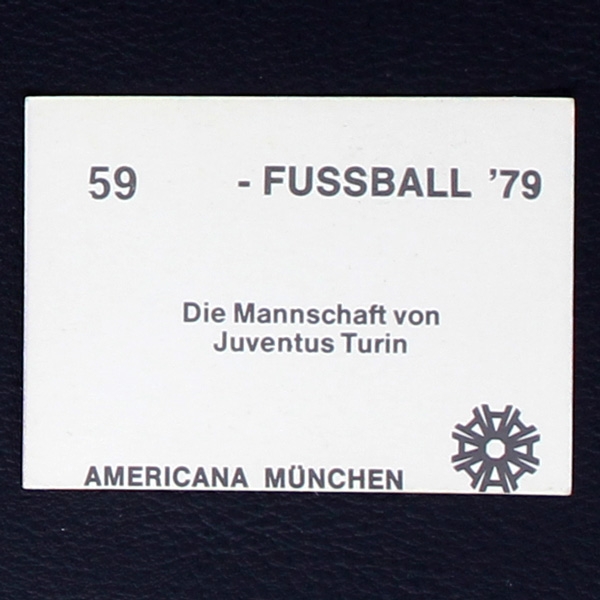 59 - FUSSBALL '79
Die Mannschaft von
Juventus Turin
AMERICANA MÜNCHEN